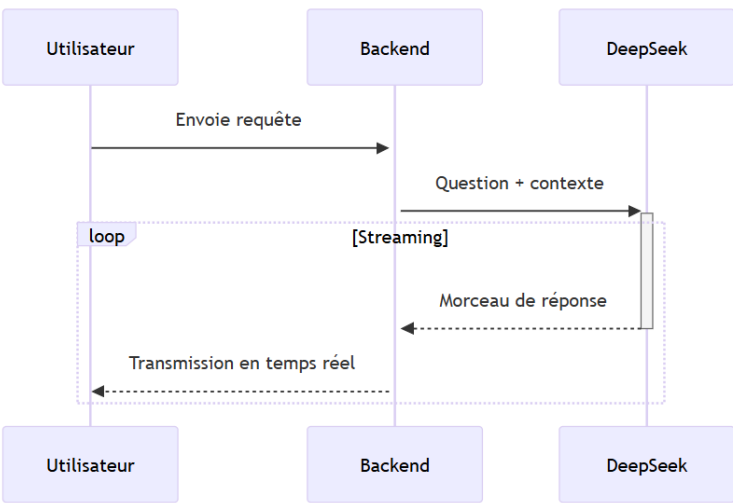 Utilisateur
Backend
DeepSeek
Envoie requête
Question + contexte
loop
[Streaming]
Morceau de réponse
Transmission en temps réel
Utilisateur
Backend
DeepSeek